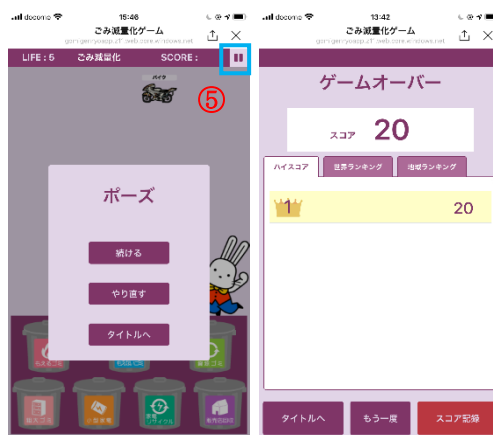 docomo 15:46
ごみ減量化ゲーム
LIFE : 5 ごみ減量化 SCORE :
バイク
⑤
ポーズ
続ける
やり直す
タイトルへ
docomo 13:42
ごみ減量化ゲーム
ゲームオーバー
スコア 20
ハイスコア 世界ランキング 地域ランキング
1 20
タイトルへ もう一度 スコア記録